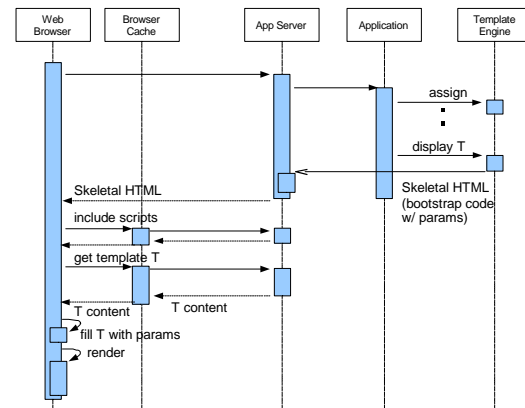 Web
Browser
Browser
Cache
App Server
Application
Template
Engine
assign
display T
Skeletal HTML
Skeletal HTML
(bootstrap code
w/ params)
include scripts
get template T
T content
T content
fill T with params
render